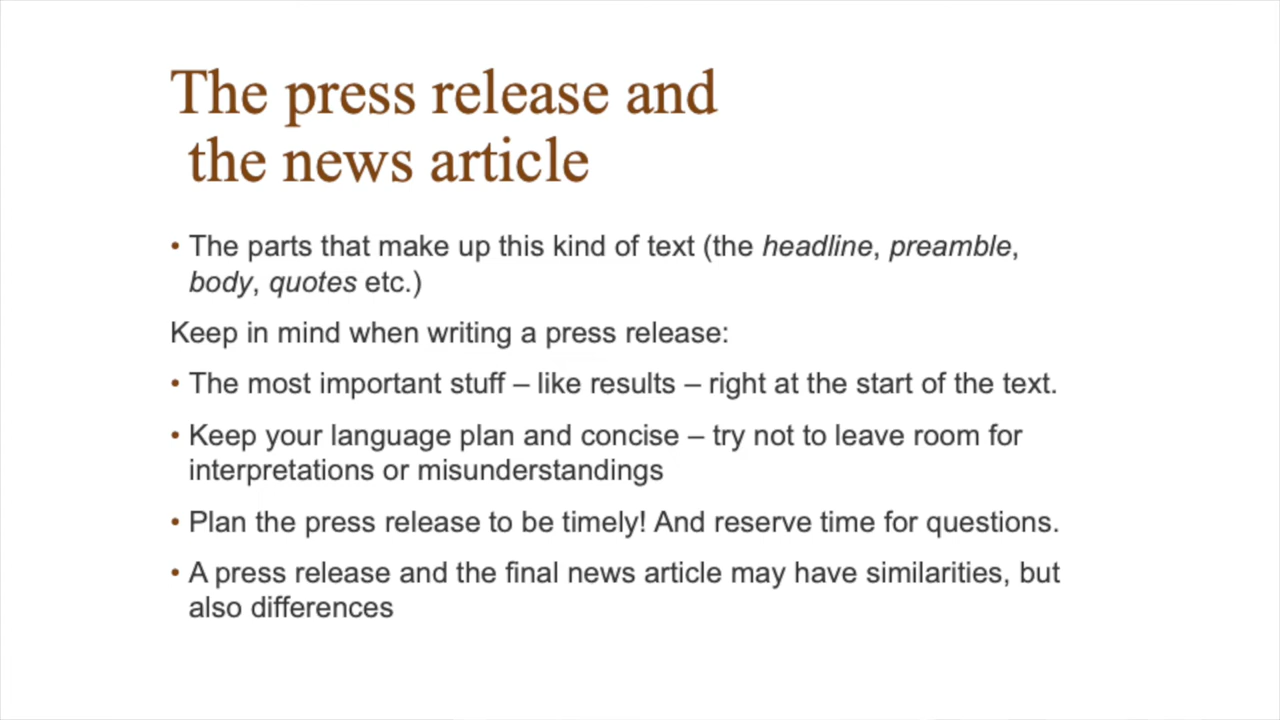 The press release and
the news article
• The parts that make up this kind of text (the headline, preamble,
body, quotes etc.)
Keep in mind when writing a press release:
• The most important stuff – like results – right at the start of the text.
• Keep your language plan and concise – try not to leave room for
interpretations or misunderstandings
• Plan the press release to be timely! And reserve time for questions.
• A press release and the final news article may have similarities, but
also differences